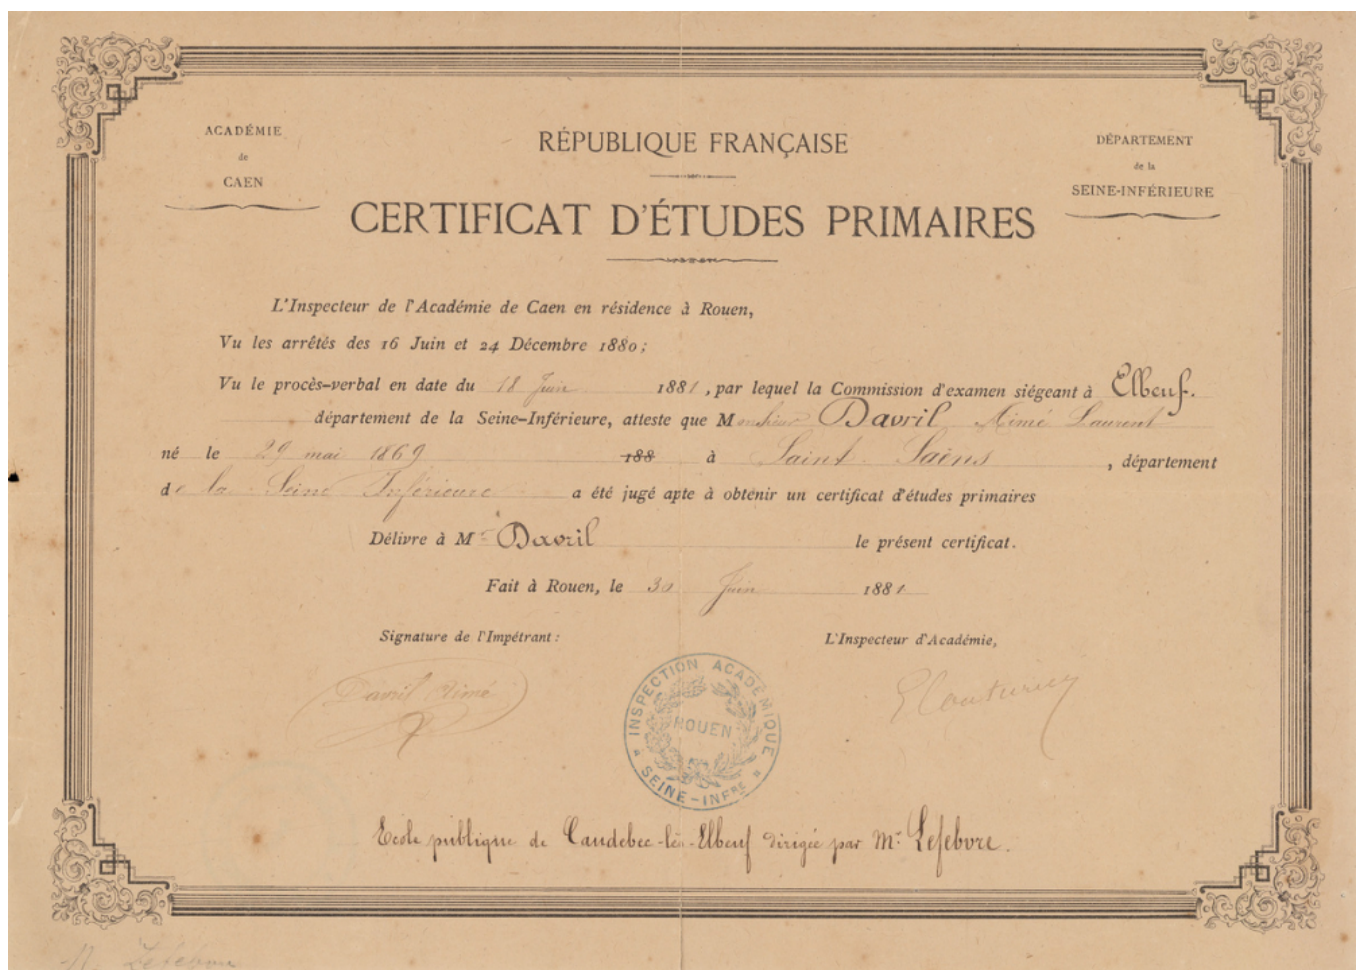 ACADÉMIE
de
CAEN
RÉPUBLIQUE FRANÇAISE
DÉPARTEMENT
de la
SEINE-INFÉRIEURE
CERTIFICAT D'ÉTUDES PRIMAIRES
L'Inspecteur de l'Académie de Caen en résidence à Rouen,
Vu les arrêtés des 16 Juin et 24 Décembre 1880;
Vu le procès-verbal en date du 18 Juin 1881, par lequel la Commission d'examen siégeant à Elbeuf.
département de la Seine-Inférieure, atteste que Monsieur Davril Aimé Laurent
né le 29 mai 1869 188 à Saint-Saëns, département
de la Seine Inférieure a été jugé apte à obtenir un certificat d'études primaires
Délivre à Mr Davril le présent certificat.
Fait à Rouen, le 30 Juin 1881
Signature de l'Impétrant:
L'Inspecteur d'Académie,
Davril Aimé
INSPECTION ACADÉMIQUE
ROUEN
SEINE-INFRE
Ecole publique de Caudebec-lès-Elbeuf dirigée par Mr Lefebvre.
Lefebvre